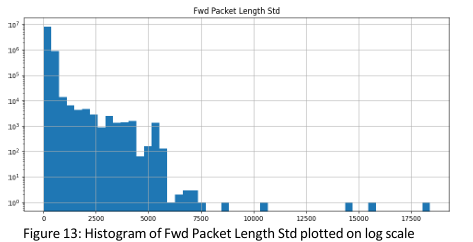 Fwd Packet Length Std
10⁷
10⁶
10⁵
10⁴
10³
10²
10¹
10⁰
0 2500 5000 7500 10000 12500 15000 17500
Figure 13: Histogram of Fwd Packet Length Std plotted on log scale